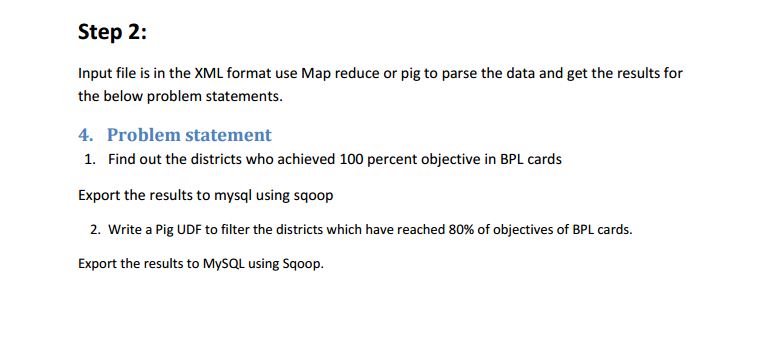 Step 2:
Input file is in the XML format use Map reduce or pig to parse the data and get the results for
the below problem statements.
4. Problem statement
1. Find out the districts who achieved 100 percent objective in BPL cards
Export the results to mysql using sqoop
2. Write a Pig UDF to filter the districts which have reached 80% of objectives of BPL cards.
Export the results to MySQL using Sqoop.